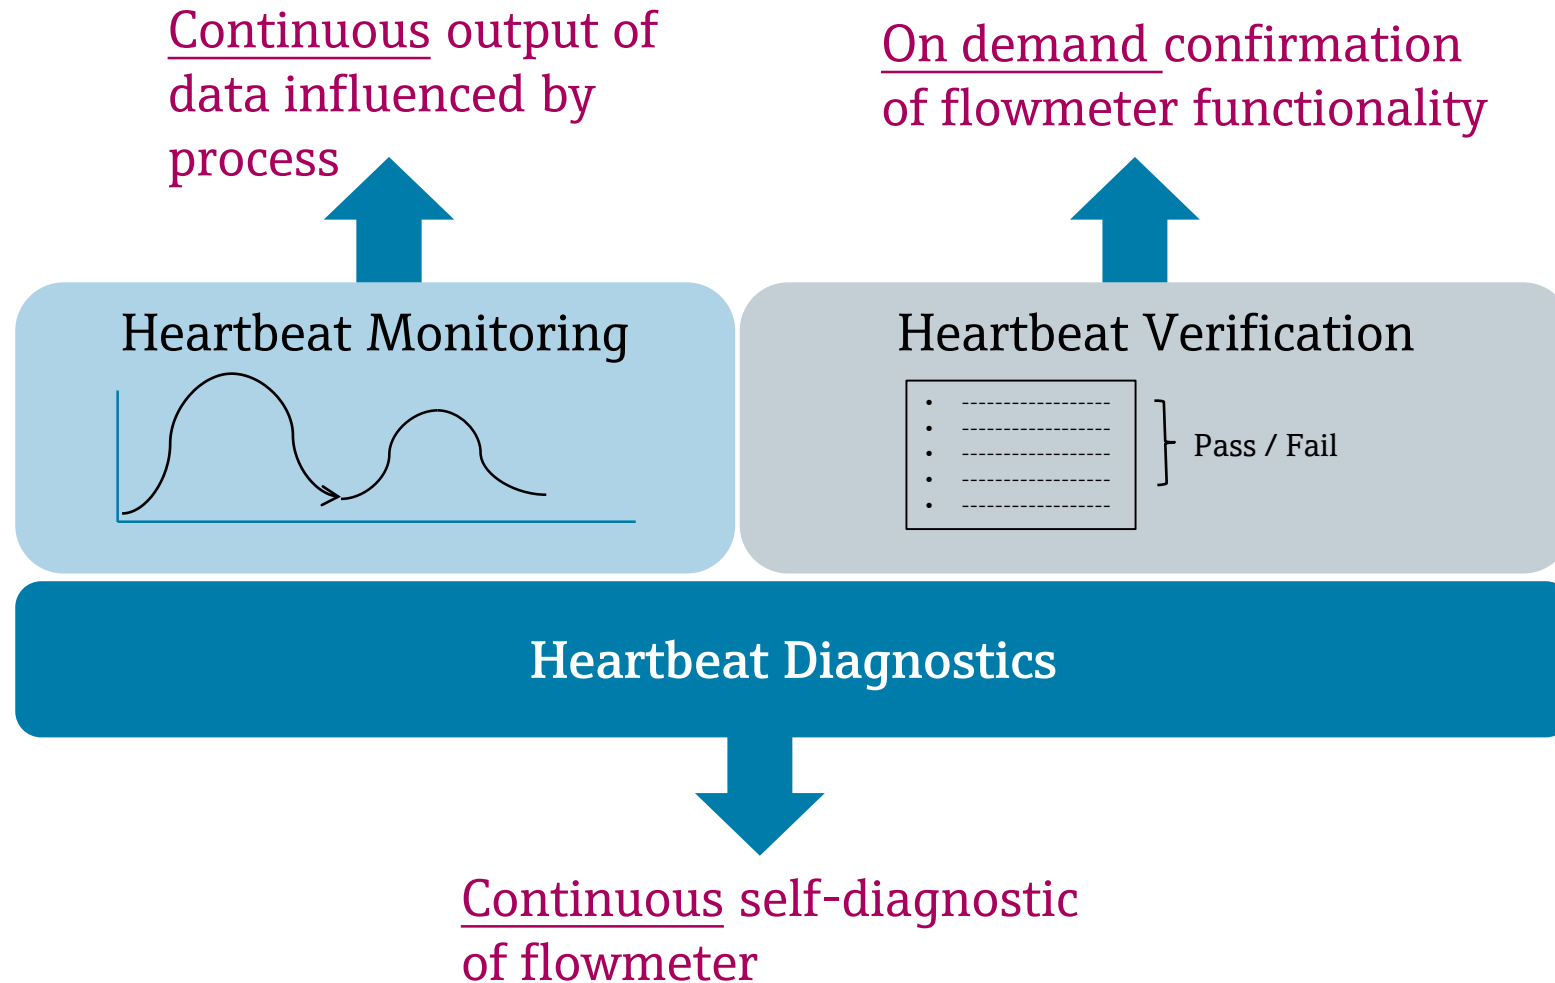 Continuous output of
data influenced by
process
On demand confirmation
of flowmeter functionality
Heartbeat Monitoring
Heartbeat Verification
Pass / Fail
Heartbeat Diagnostics
Continuous self-diagnostic
of flowmeter